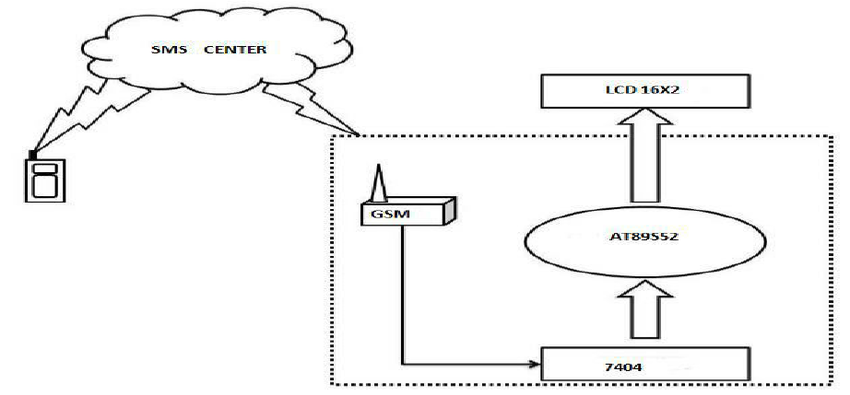 SMS CENTER
LCD 16X2
GSM
AT89S52
7404